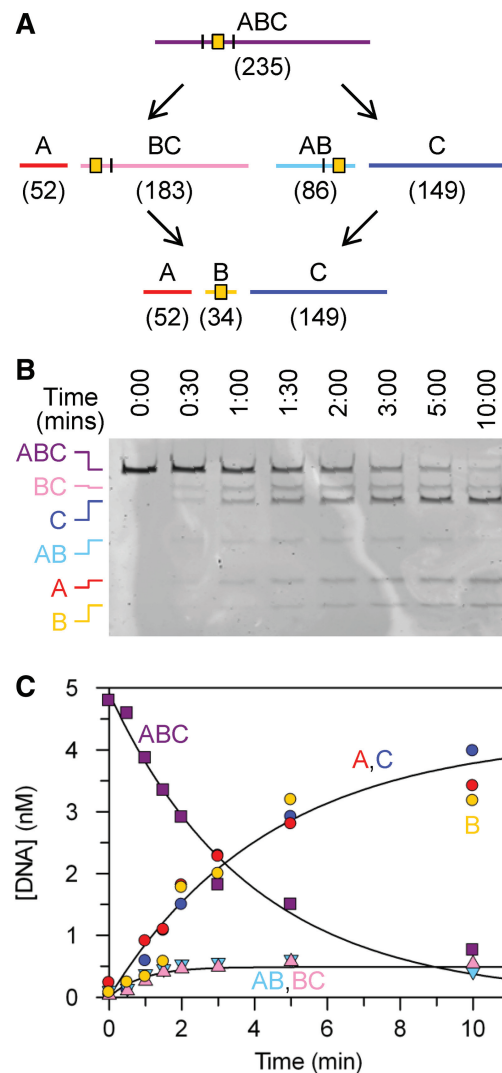 A
ABC
(235)
A BC AB C
(52) (183) (86) (149)
A B C
(52) (34) (149)
B
Time (mins) 0:00 0:30 1:00 1:30 2:00 3:00 5:00 10:00
ABC
BC
C
AB
A
B
C
5
ABC
A,C
4
B
3
[DNA] (nM)
2
1
AB,BC
0
0 2 4 6 8 10
Time (min)